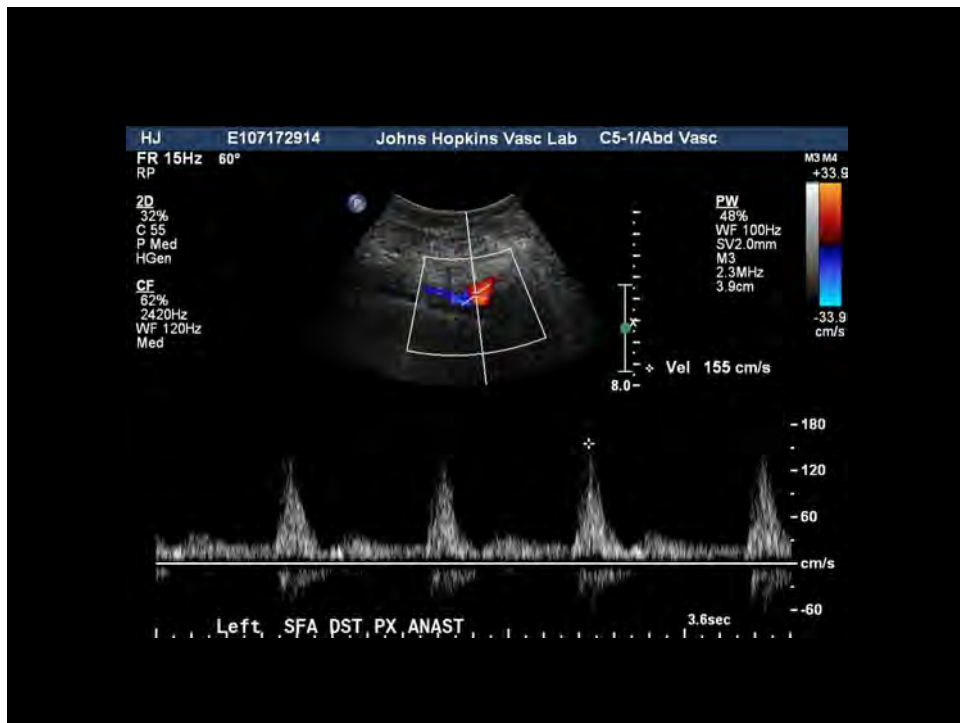 HJ E107172914 Johns Hopkins Vasc Lab C5-1/Abd Vasc
FR 15Hz 60°
RP
2D
32%
C 55
P Med
HGen
CF
62%
2420Hz
WF 120Hz
Med
P
M3 M4
+33.9
PW
48%
WF 100Hz
SV2.0mm
M3
2.3MHz
3.9cm
-33.9
cm/s
x
Vel 155 cm/s
8.0
180
120
60
cm/s
-60
3.6sec
Left SFA DST PX ANAST